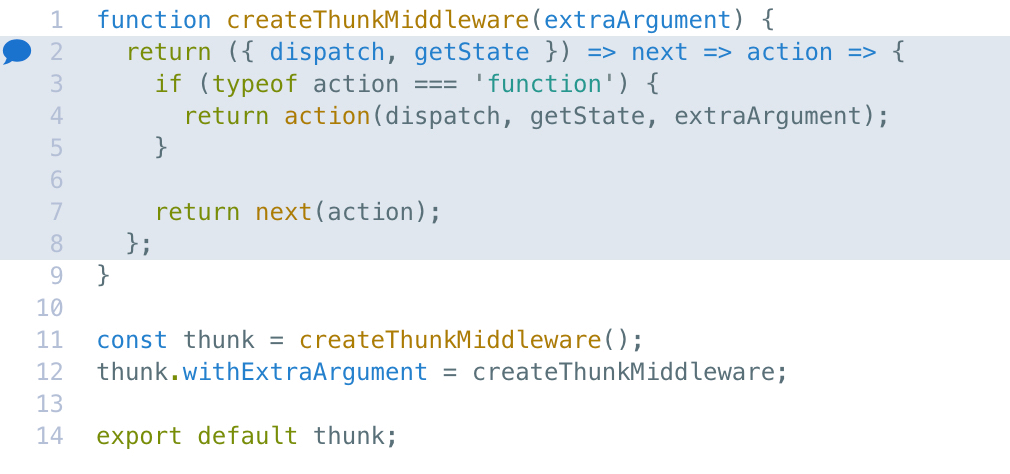 1 function createThunkMiddleware(extraArgument) {
2   return ({ dispatch, getState }) => next => action => {
3     if (typeof action === 'function') {
4       return action(dispatch, getState, extraArgument);
5     }
6
7     return next(action);
8   };
9 }
10
11 const thunk = createThunkMiddleware();
12 thunk.withExtraArgument = createThunkMiddleware;
13
14 export default thunk;